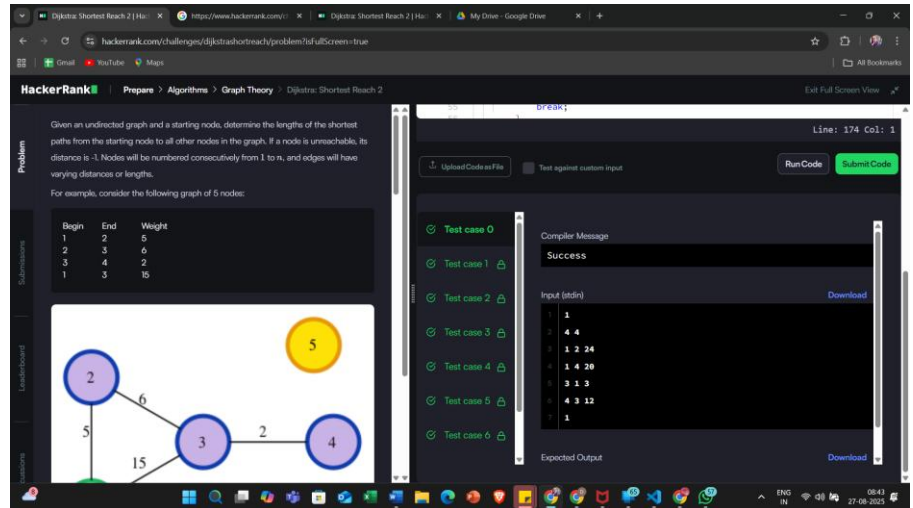 Dijkstra: Shortest Reach 2 | Hac
https://www.hackerrank.com/c
Dijkstra: Shortest Reach 2 | Hac
My Drive - Google Drive
hackerrank.com/challenges/dijkstrashortreach/problem?isFullScreen=true
Gmail
YouTube
Maps
All Bookmarks
HackerRank
Prepare > Algorithms > Graph Theory > Dijkstra: Shortest Reach 2
Exit Full Screen View
Problem
Submissions
Leaderboard
ussions
Given an undirected graph and a starting node, determine the lengths of the shortest
paths from the starting node to all other nodes in the graph. If a node is unreachable, its
distance is -1. Nodes will be numbered consecutively from 1 to n, and edges will have
varying distances or lengths.
For example, consider the following graph of 5 nodes:
Begin End Weight
1 2 5
2 3 6
3 4 2
1 3 15
5
2
6
5
3
2
4
15
55
break;
Line: 174 Col: 1
Upload Code as File
Test against custom input
Run Code
Submit Code
Test case 0
Test case 1
Test case 2
Test case 3
Test case 4
Test case 5
Test case 6
Compiler Message
Success
Input (stdin)
Download
1 1
2 4 4
3 1 2 24
4 1 4 20
5 3 1 3
6 4 3 12
7 1
Expected Output
Download
ENG
IN
08:43
27-08-2025